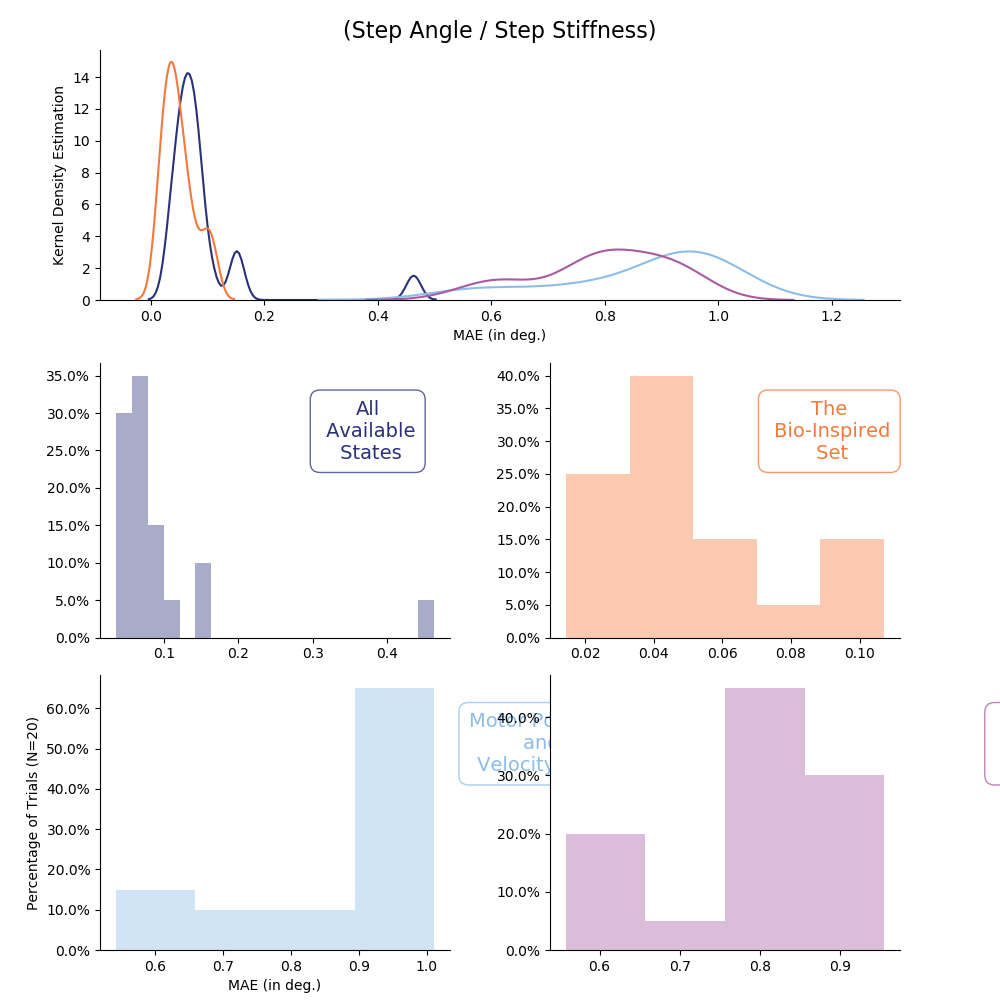 (Step Angle / Step Stiffness)
Kernel Density Estimation
14
12
10
8
6
4
2
0
0.0 0.2 0.4 0.6 0.8 1.0 1.2
MAE (in deg.)
35.0%
30.0%
25.0%
20.0%
15.0%
10.0%
5.0%
0.0%
0.1 0.2 0.3 0.4
All
Available
States
40.0%
35.0%
30.0%
25.0%
20.0%
15.0%
10.0%
5.0%
0.0%
0.02 0.04 0.06 0.08 0.10
The
Bio-Inspired
Set
Percentage of Trials (N=20)
60.0%
50.0%
40.0%
30.0%
20.0%
10.0%
0.0%
0.6 0.7 0.8 0.9 1.0
MAE (in deg.)
Motor
and
Velocity
40.0%
30.0%
20.0%
10.0%
0.0%
0.6 0.7 0.8 0.9